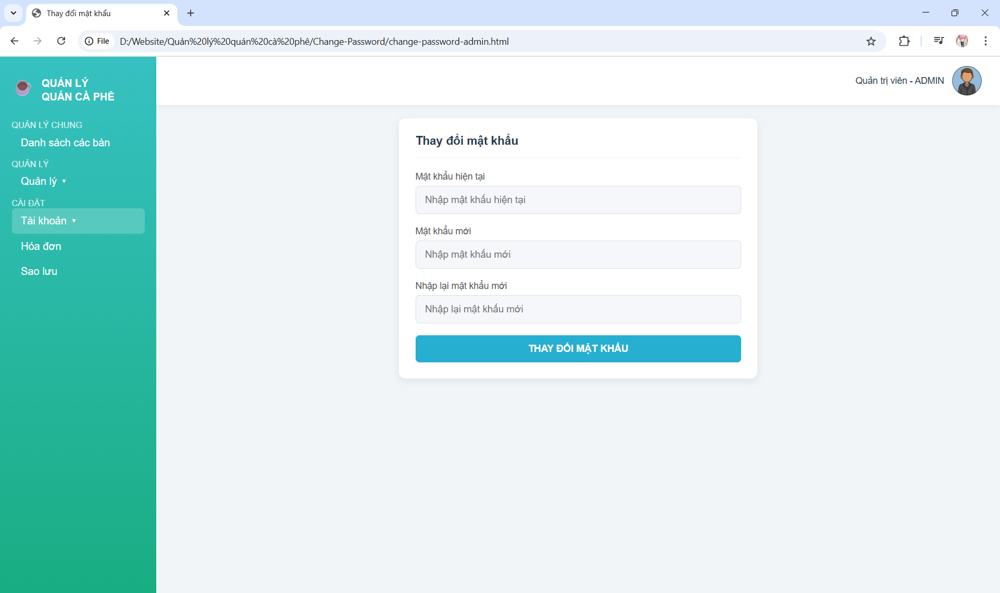 Thay đổi mật khẩu
File
D:/Website/Quản%20lý%20quán%20cà%20phê/Change-Password/change-password-admin.html
QUẢN LÝ
QUÁN CÀ PHÊ
QUẢN LÝ CHUNG
Danh sách các bàn
QUẢN LÝ
Quản lý ▾
CÀI ĐẶT
Tài khoản ▾
Hóa đơn
Sao lưu
Quản trị viên - ADMIN
Thay đổi mật khẩu
Mật khẩu hiện tại
Nhập mật khẩu hiện tại
Mật khẩu mới
Nhập mật khẩu mới
Nhập lại mật khẩu mới
Nhập lại mật khẩu mới
THAY ĐỔI MẬT KHẨU